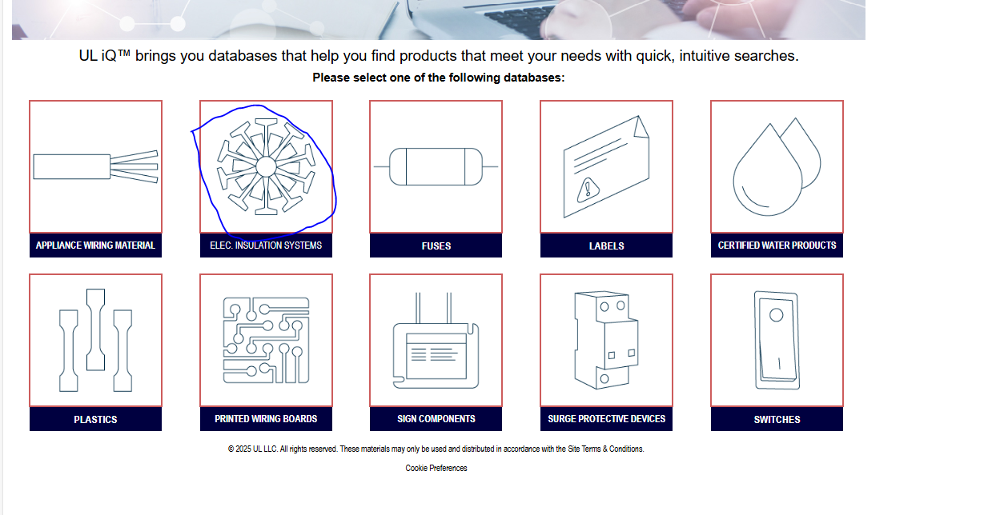 UL iQ™ brings you databases that help you find products that meet your needs with quick, intuitive searches.
Please select one of the following databases:
APPLIANCE WIRING MATERIAL
ELEC. INSULATION SYSTEMS
FUSES
LABELS
CERTIFIED WATER PRODUCTS
PLASTICS
PRINTED WIRING BOARDS
SIGN COMPONENTS
SURGE PROTECTIVE DEVICES
SWITCHES
© 2025 UL LLC. All rights reserved. These materials may only be used and distributed in accordance with the Site Terms & Conditions.
Cookie Preferences